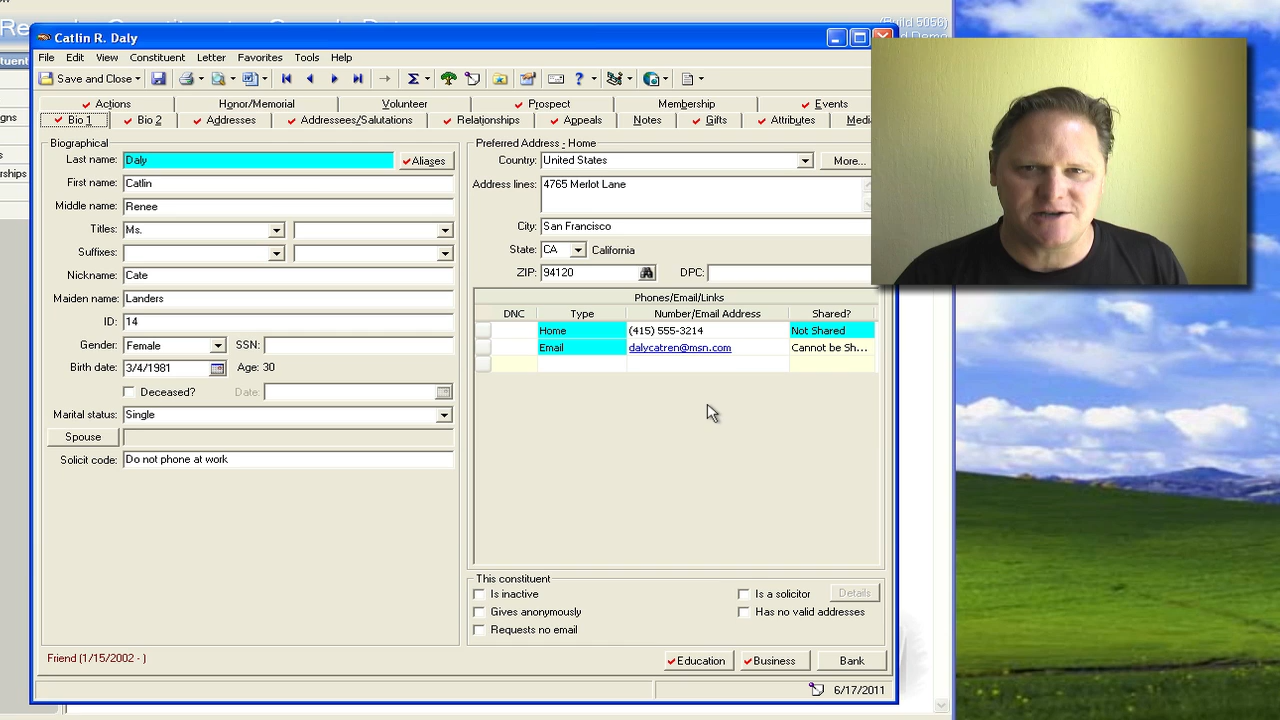 (Build 5056)
Catlin R. Daly
File Edit View Constituent Letter Favorites Tools Help
Save and Close
Actions Honor/Memorial Volunteer Prospect Membership Events
Bio 1 Bio 2 Addresses Addressees/Salutations Relationships Appeals Notes Gifts Attributes Medi
Biographical
Last name: Daly Aliases
First name: Catlin
Middle name: Renee
Titles: Ms.
Suffixes:
Nickname: Cate
Maiden name: Landers
ID: 14
Gender: Female SSN:
Birth date: 3/4/1981 Age: 30
Deceased? Date:
Marital status: Single
Spouse
Solicit code: Do not phone at work
Preferred Address - Home
Country: United States More...
Address lines: 4765 Merlot Lane
City: San Francisco
State: CA California
ZIP: 94120 DPC:
Phones/Email/Links
DNC Type Number/Email Address Shared?
Home (415) 555-3214 Not Shared
Email dalycatren@msn.com Cannot be Sh...
This constituent
Is inactive Is a solicitor Details
Gives anonymously Has no valid addresses
Requests no email
Friend (1/15/2002 - )
Education Business Bank
6/17/2011